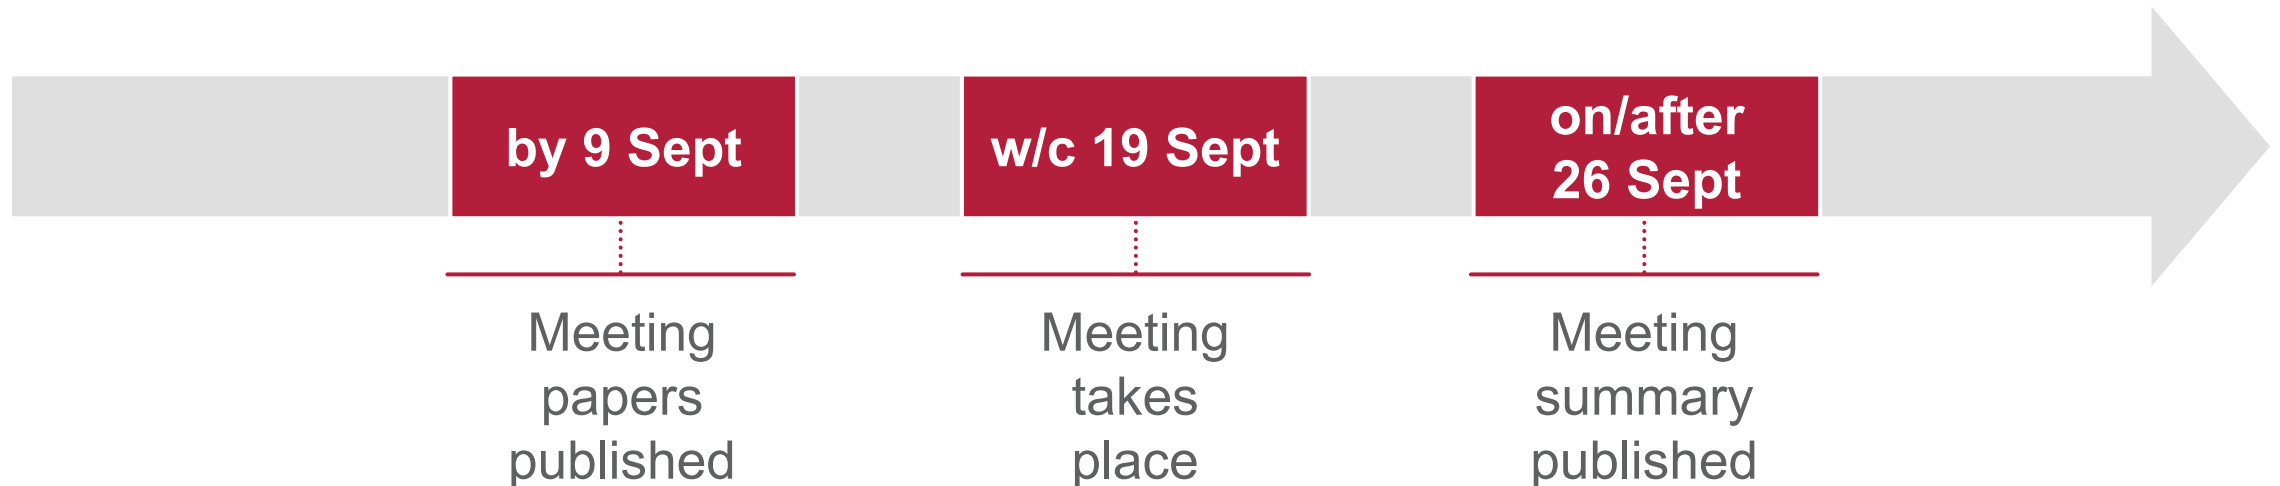 by 9 Sept
Meeting
papers
published
w/c 19 Sept
Meeting
takes
place
on/after
26 Sept
Meeting
summary
published